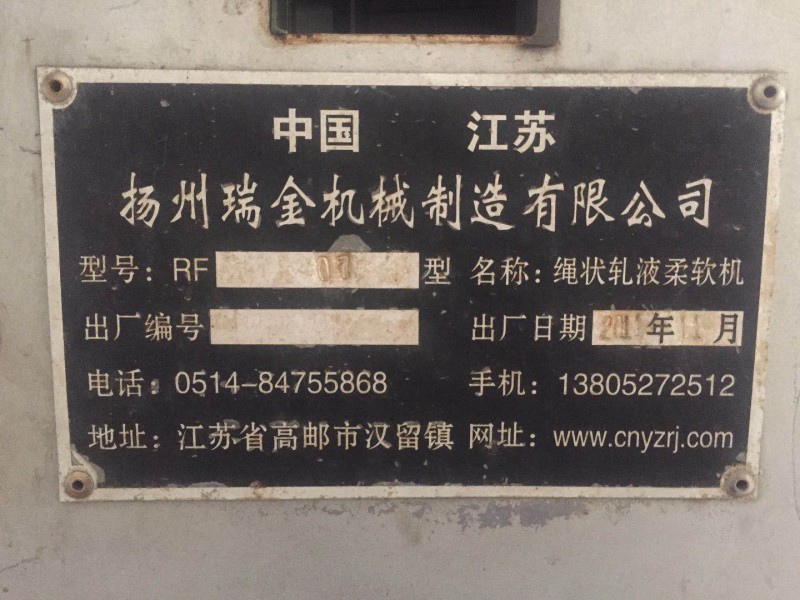 中国 江苏
扬州瑞金机械制造有限公司
型号：RF 型 名称：绳状轧液柔软机
出厂编号 出厂日期 年 月
电话：0514-84755868 手机：13805272512
地址：江苏省高邮市汉留镇 网址：www.cnyzrj.com